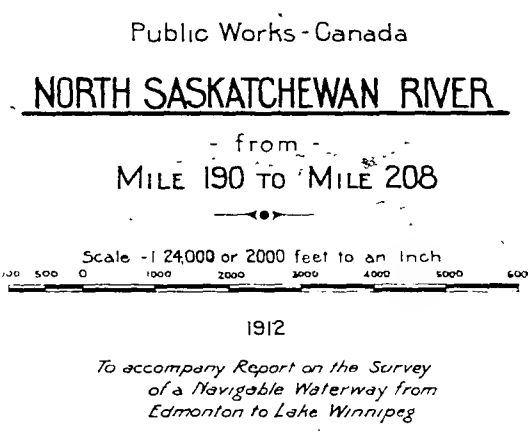 Public Works - Canada
NORTH SASKATCHEWAN RIVER
- from -
MILE 190 TO MILE 208
Scale - 1 24,000 or 2000 feet to an Inch
500 0 1000 2000 3000 4000 5000
1912
To accompany Report on the Survey
of a Navigable Waterway from
Edmonton to Lake Winnipeg